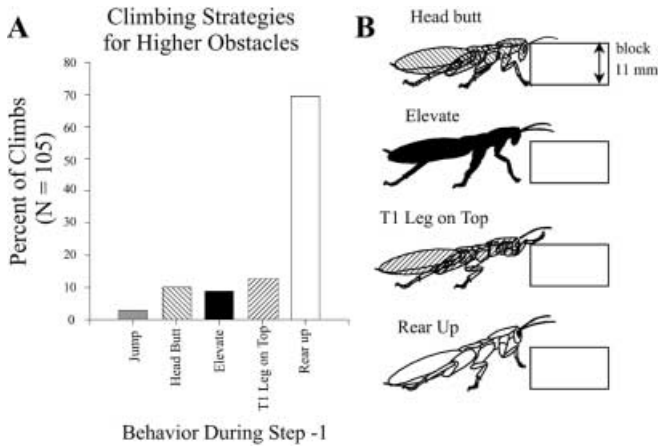 A
Climbing Strategies
for Higher Obstacles
Percent of Climbs
(N = 105)
80
70
60
50
40
30
20
10
0
Jump
Head Butt
Elevate
T1 Leg on Top
Rear up
Behavior During Step -1
B
Head butt
block
11 mm
Elevate
T1 Leg on Top
Rear Up